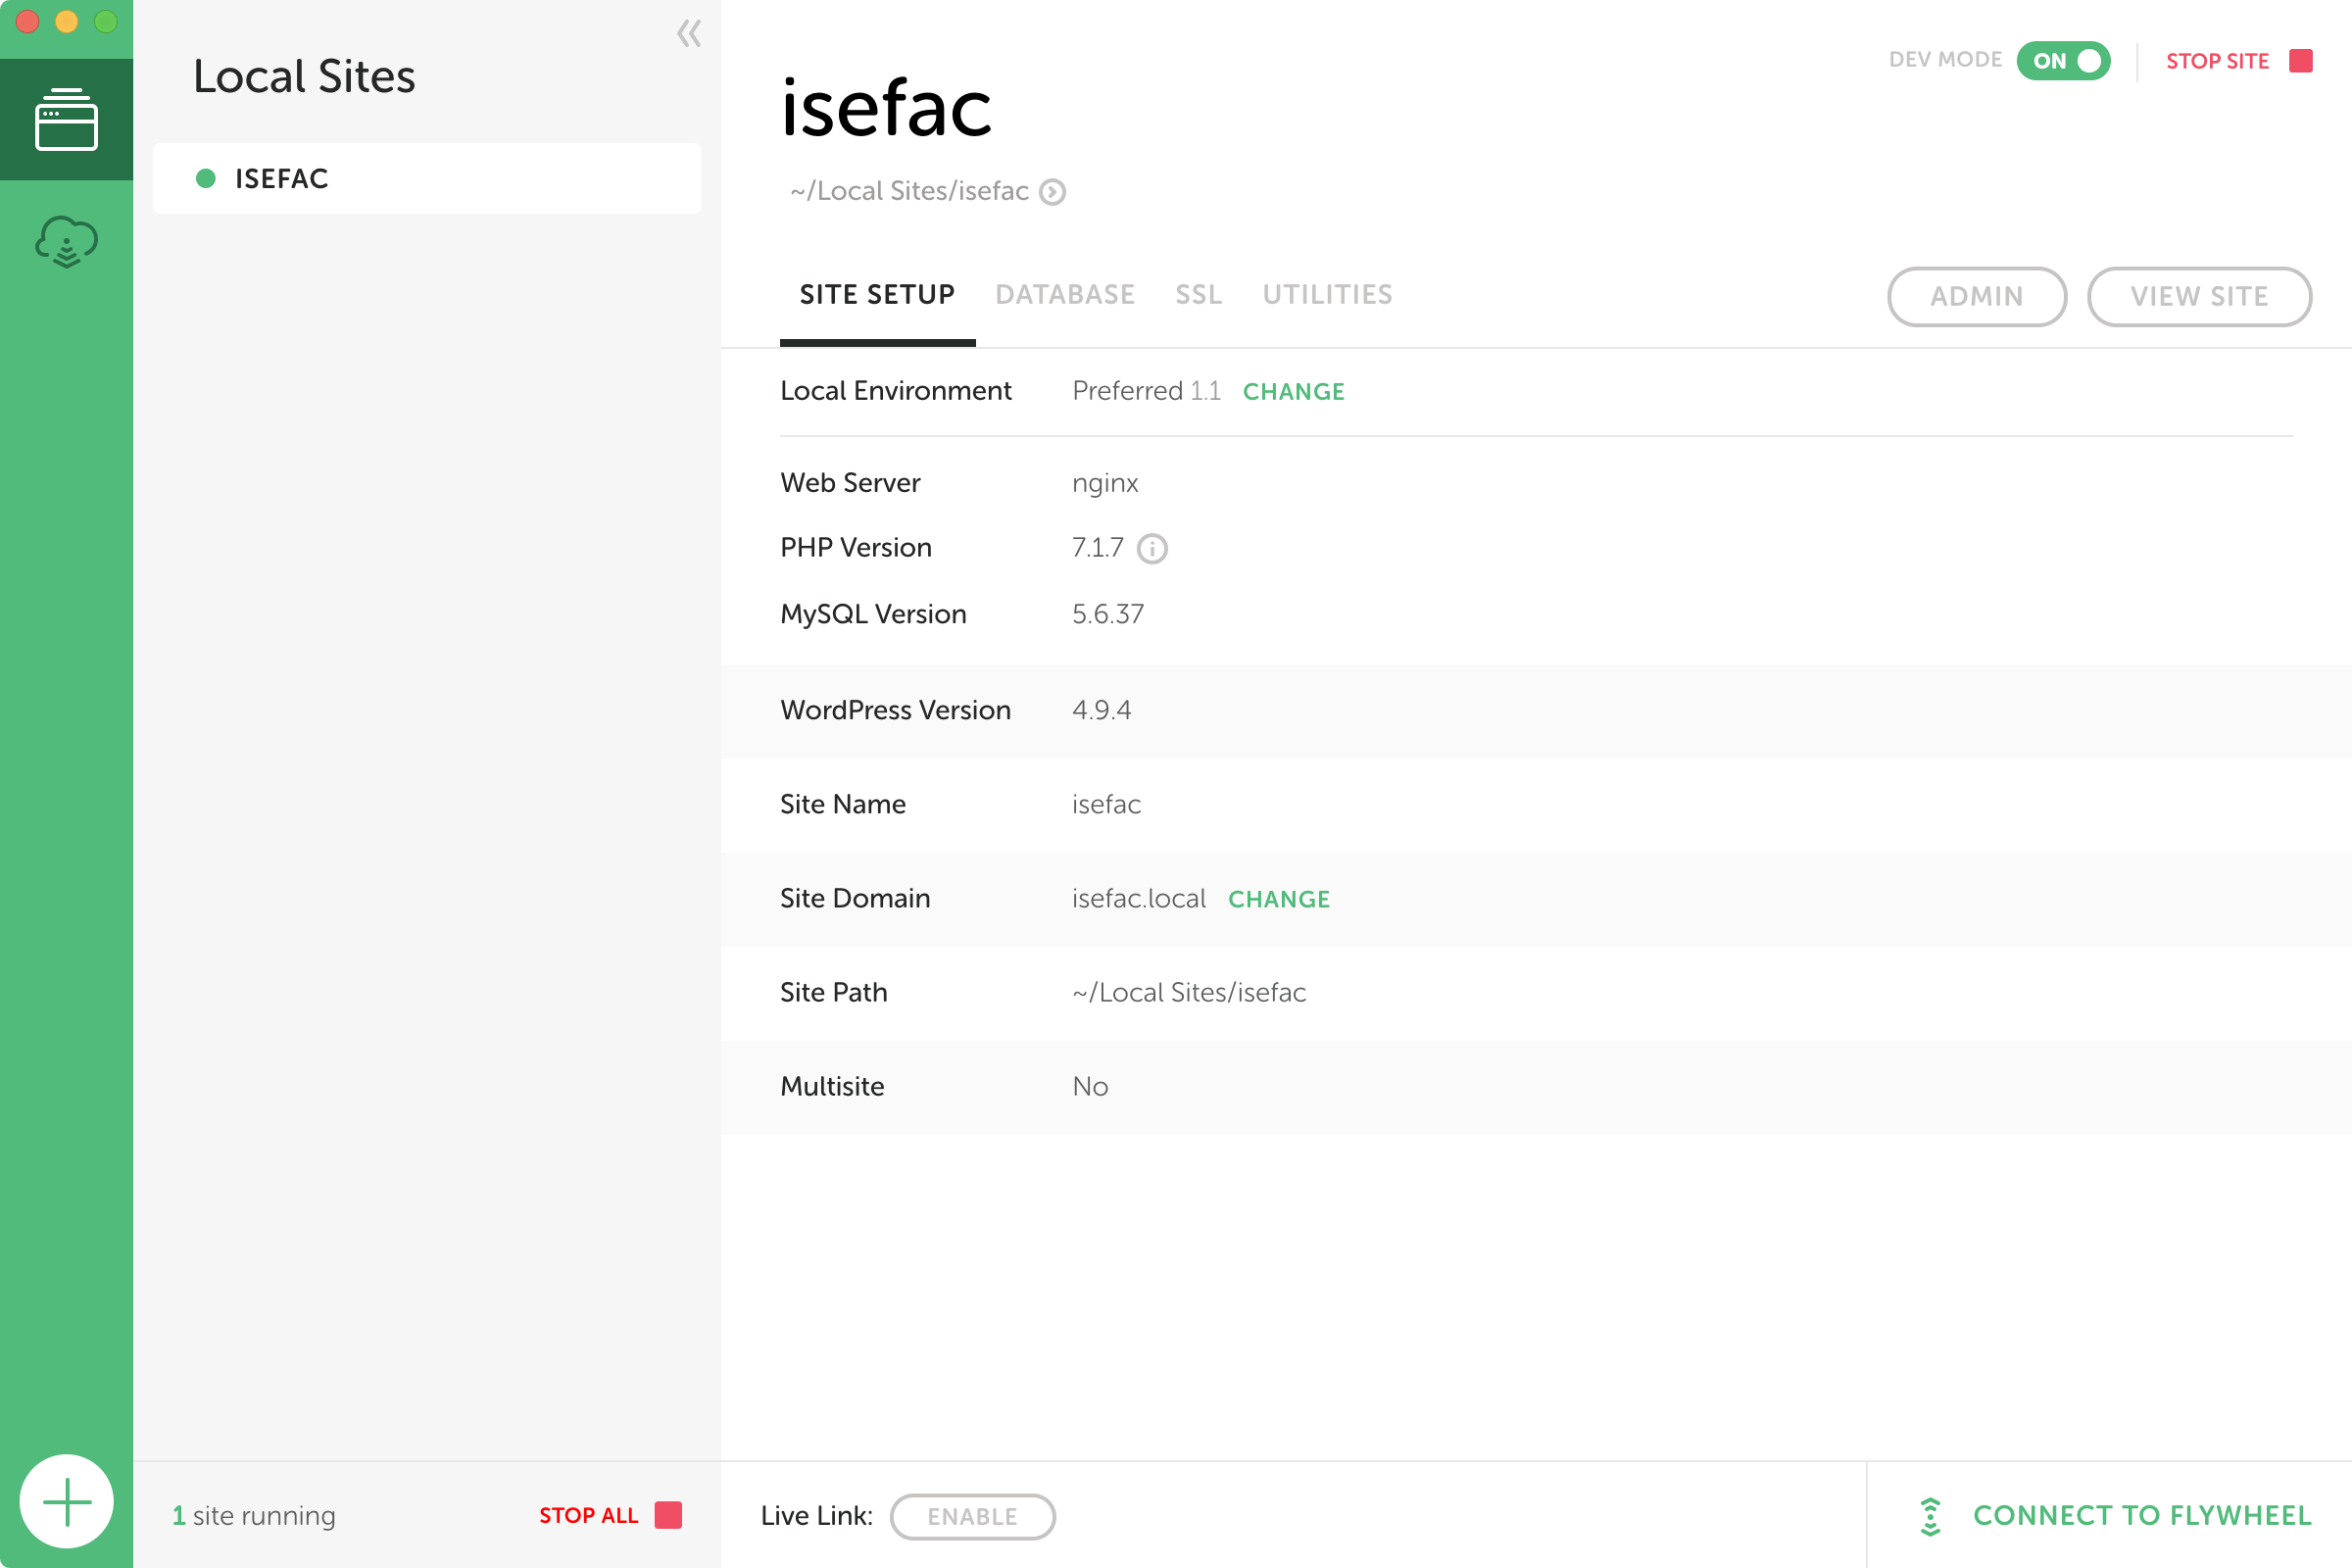 Local Sites
ISEFAC
1 site running STOP ALL
isefac
~/Local Sites/isefac
DEV MODE ON STOP SITE
SITE SETUP DATABASE SSL UTILITIES
ADMIN VIEW SITE
Local Environment Preferred 1.1 CHANGE
Web Server nginx
PHP Version 7.1.7
MySQL Version 5.6.37
WordPress Version 4.9.4
Site Name isefac
Site Domain isefac.local CHANGE
Site Path ~/Local Sites/isefac
Multisite No
Live Link: ENABLE
CONNECT TO FLYWHEEL